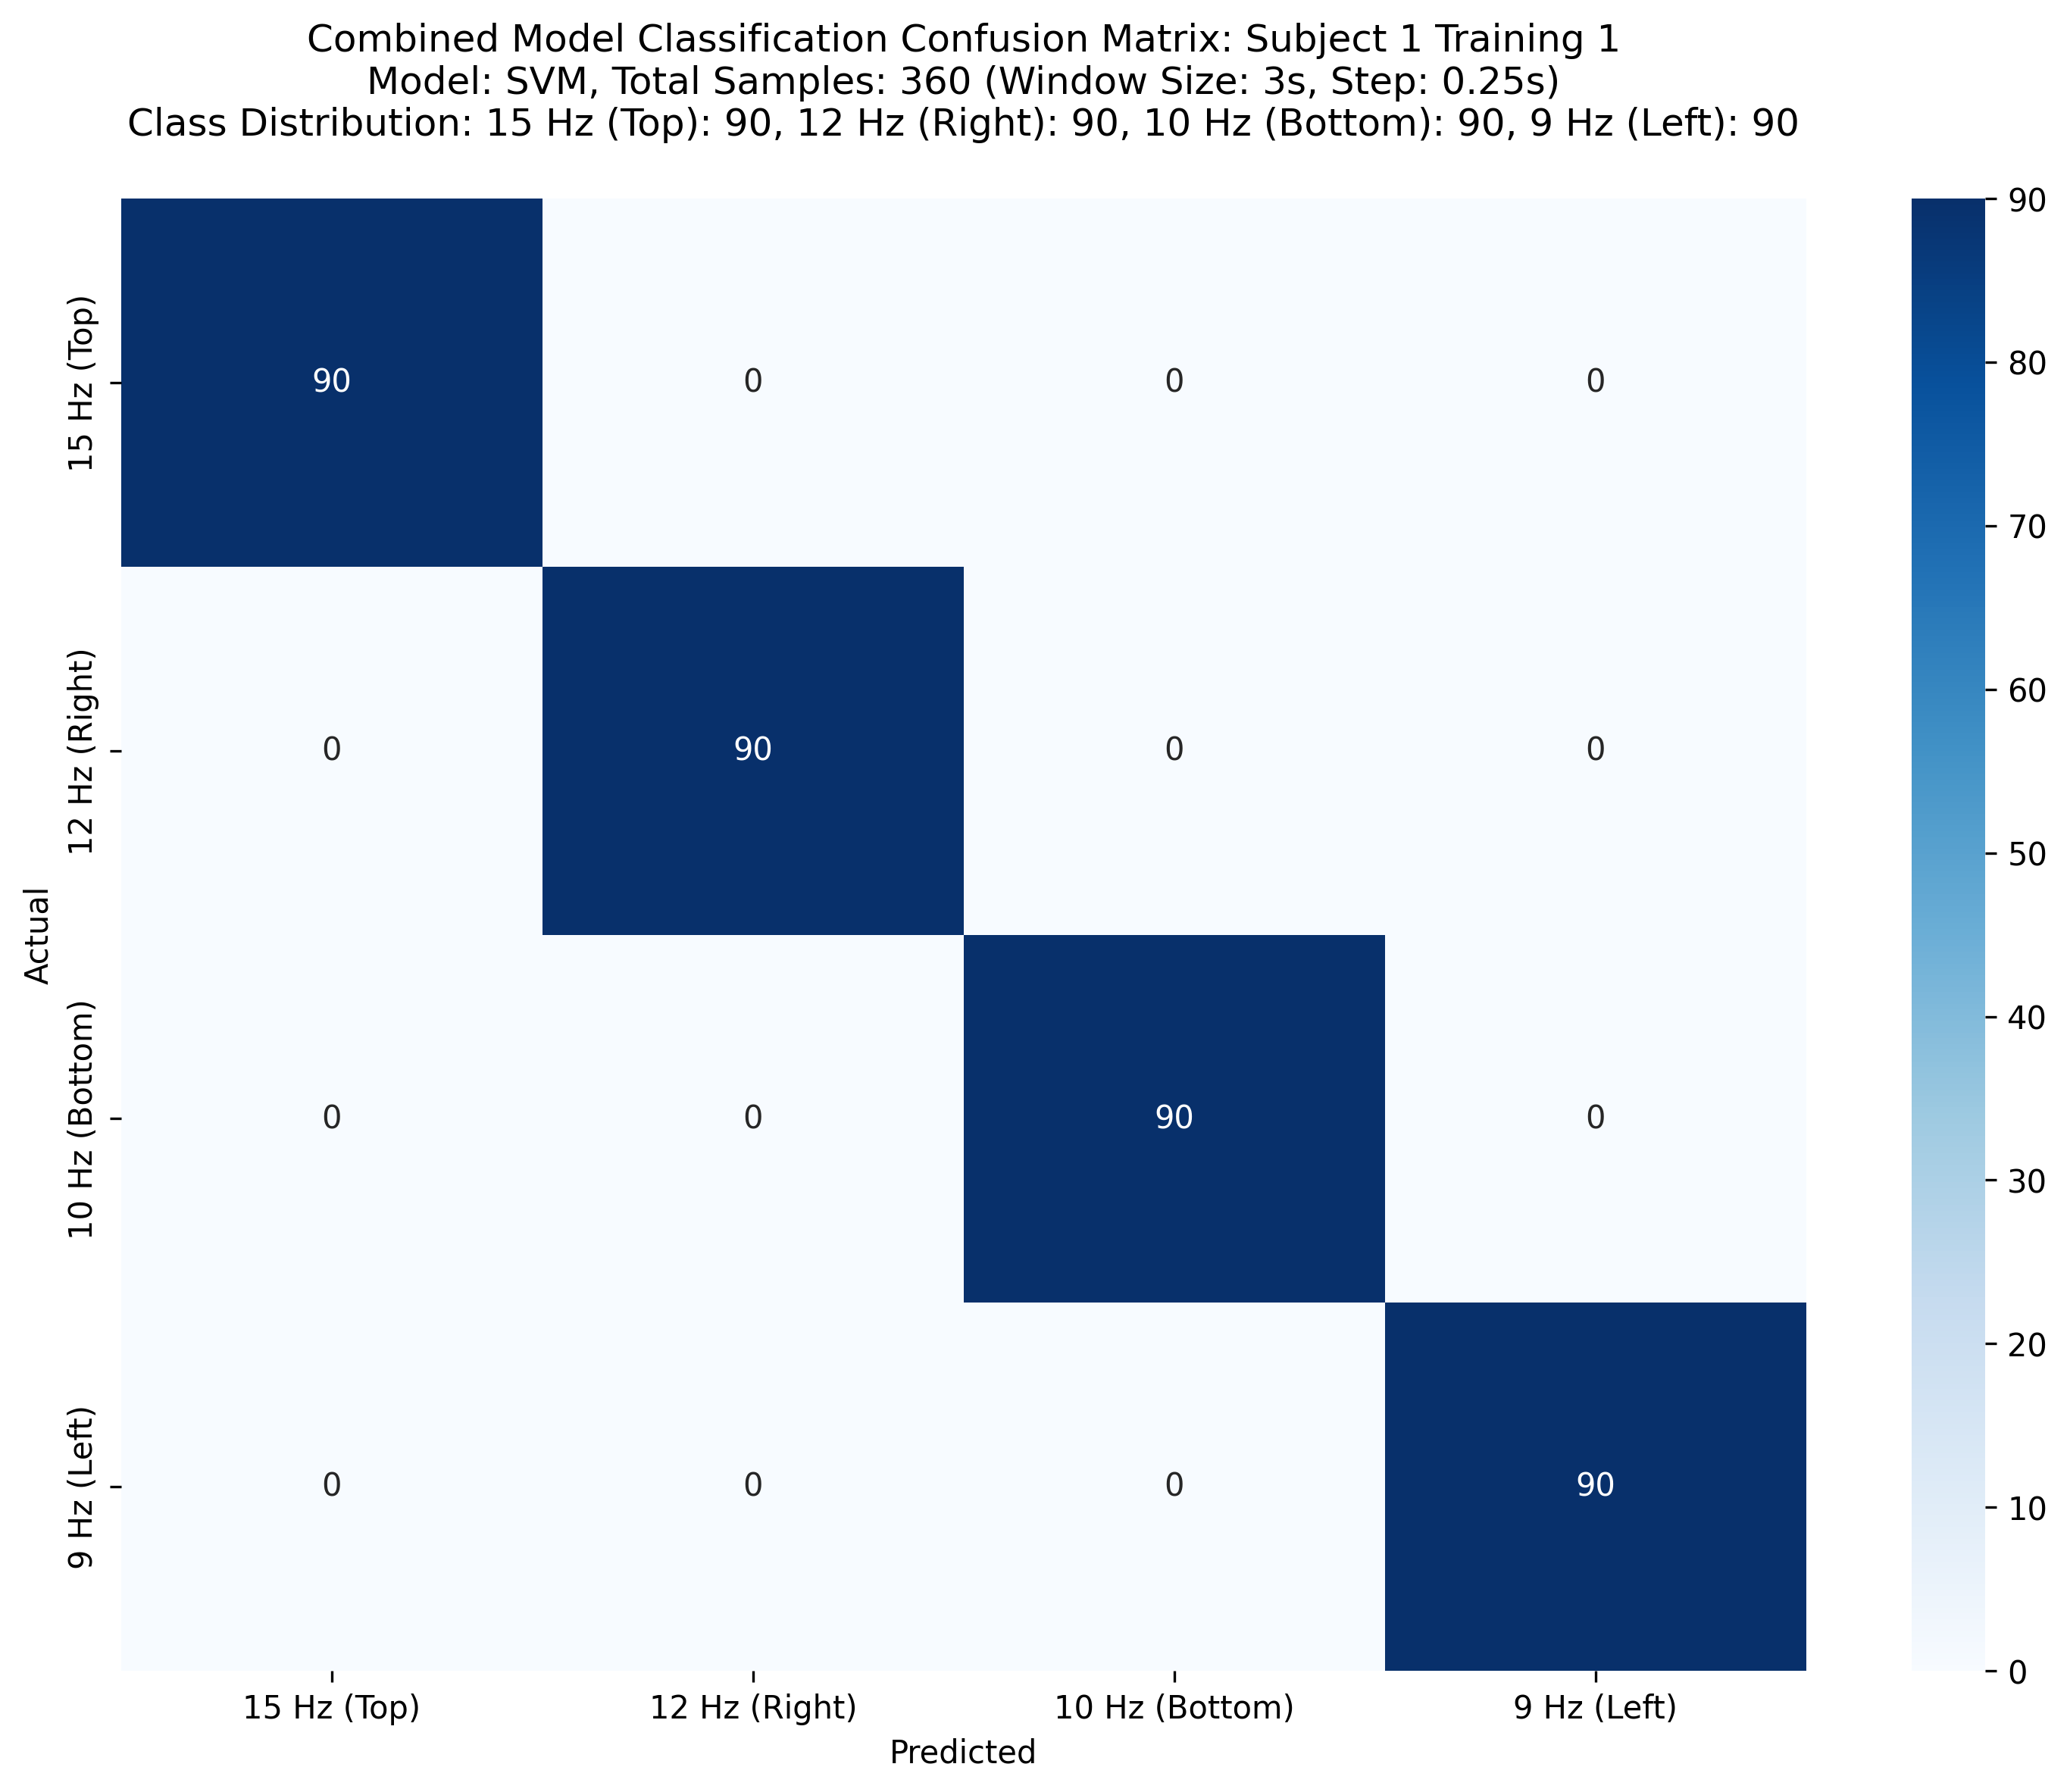 Combined Model Classification Confusion Matrix: Subject 1 Training 1
Model: SVM, Total Samples: 360 (Window Size: 3s, Step: 0.25s)
Class Distribution: 15 Hz (Top): 90, 12 Hz (Right): 90, 10 Hz (Bottom): 90, 9 Hz (Left): 90
Actual
15 Hz (Top)
90
0
0
0
12 Hz (Right)
0
90
0
0
10 Hz (Bottom)
0
0
90
0
9 Hz (Left)
0
0
0
90
15 Hz (Top)
12 Hz (Right)
10 Hz (Bottom)
9 Hz (Left)
Predicted
90
80
70
60
50
40
30
20
10
0